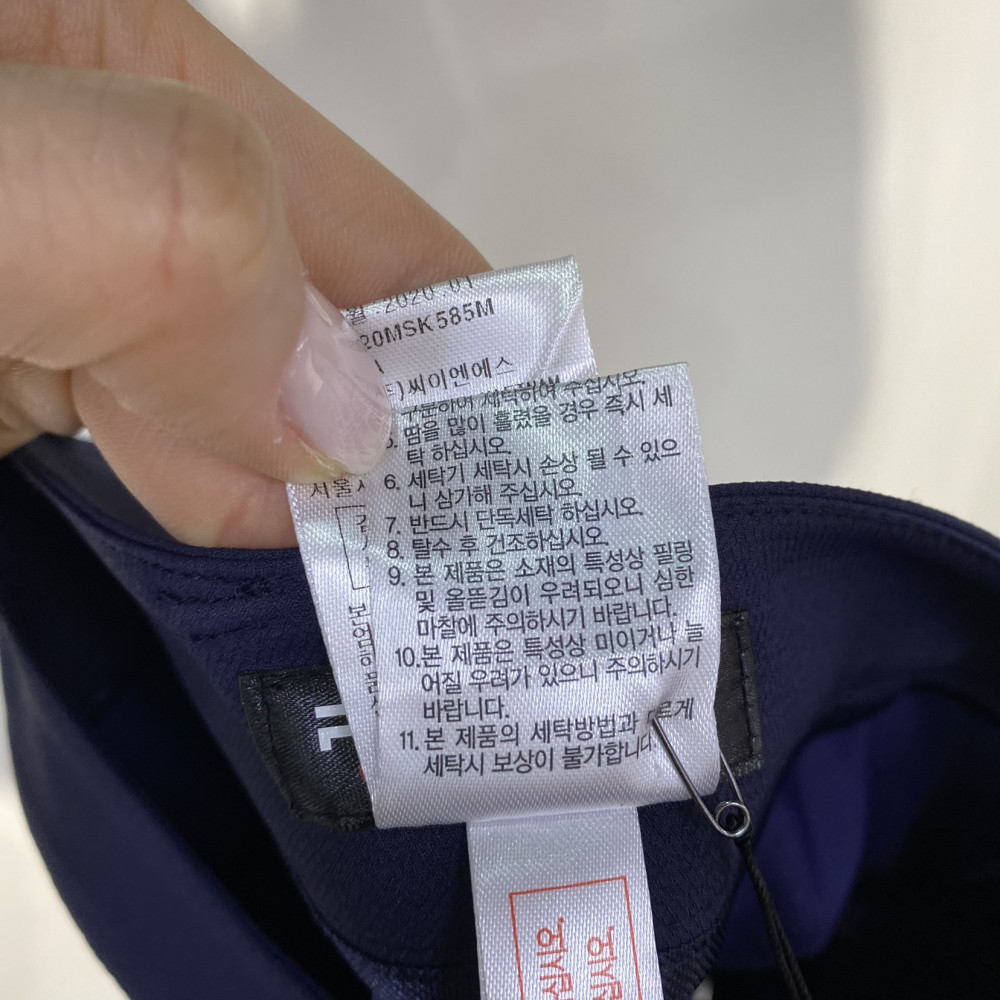 월 : 2020 . 01
20MSK585M
)씨이엔에스
서울
구분하여 세탁하여 주십시오.
땀을 많이 흘렸을 경우 즉시 세
탁 하십시오.
6. 세탁기 세탁시 손상 될 수 있으
니 삼가해 주십시오.
7. 반드시 단독세탁 하십시오.
8. 탈수 후 건조하십시오.
9. 본 제품은 소재의 특성상 필링
및 올뜯김이 우려되오니 심한
마찰에 주의하시기 바랍니다.
10.본 제품은 특성상 미이거나 늘
어질 우려가 있으니 주의하시기
바랍니다.
11. 본 제품의 세탁방법과 다르게
세탁시 보상이 불가합니다.
십시오.
십시오.